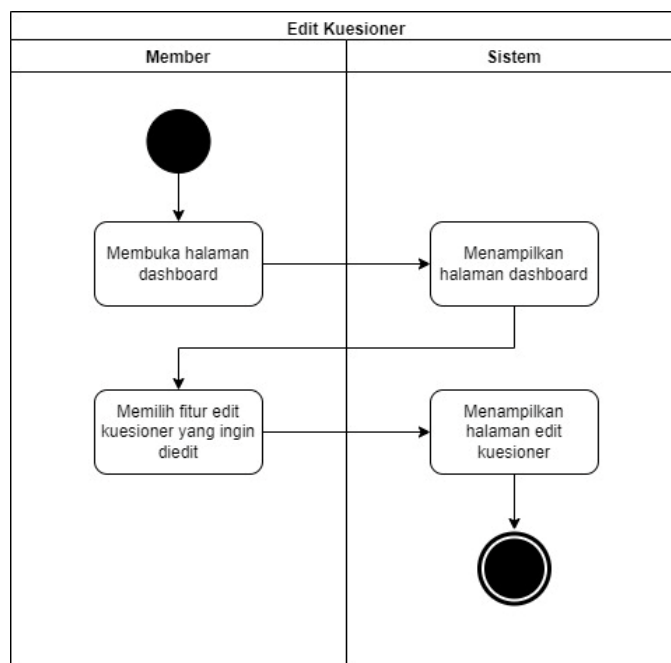 Edit Kuesioner
Member
Sistem
Membuka halaman
dashboard
Menampilkan
halaman dashboard
Memilih fitur edit
kuesioner yang ingin
diedit
Menampilkan
halaman edit
kuesioner